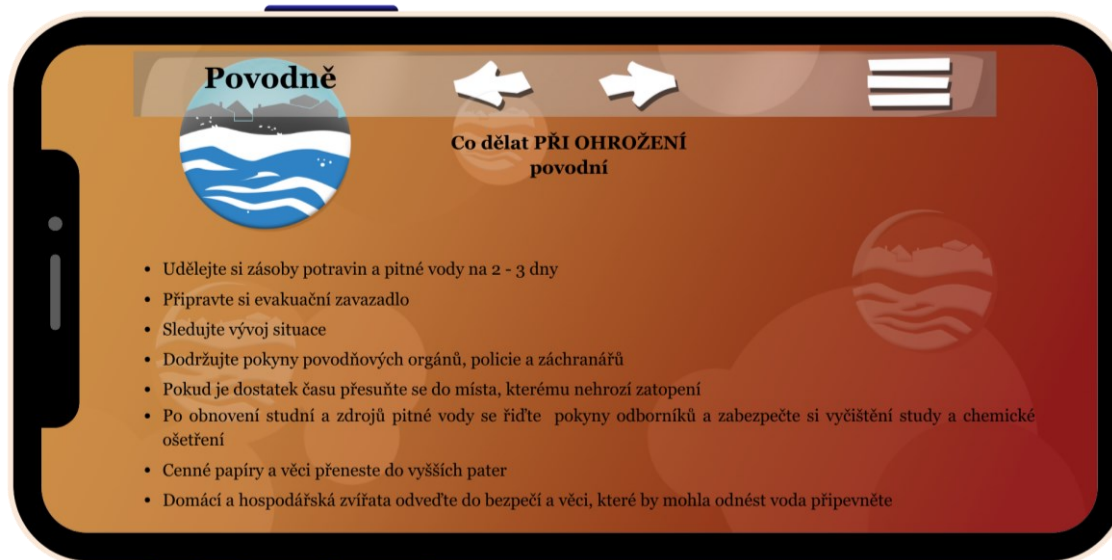 Povodně
Co dělat PŘI OHROŽENÍ
povodní
• Udělejte si zásoby potravin a pitné vody na 2 - 3 dny
• Připravte si evakuační zavazadlo
• Sledujte vývoj situace
• Dodržujte pokyny povodňových orgánů, policie a záchranářů
• Pokud je dostatek času přesuňte se do místa, kterému nehrozí zatopení
• Po obnovení studní a zdrojů pitné vody se řiďte pokyny odborníků a zabezpečte si vyčištění study a chemické
ošetření
• Cenné papíry a věci přeneste do vyšších pater
• Domácí a hospodářská zvířata odveďte do bezpečí a věci, které by mohla odnést voda připevněte